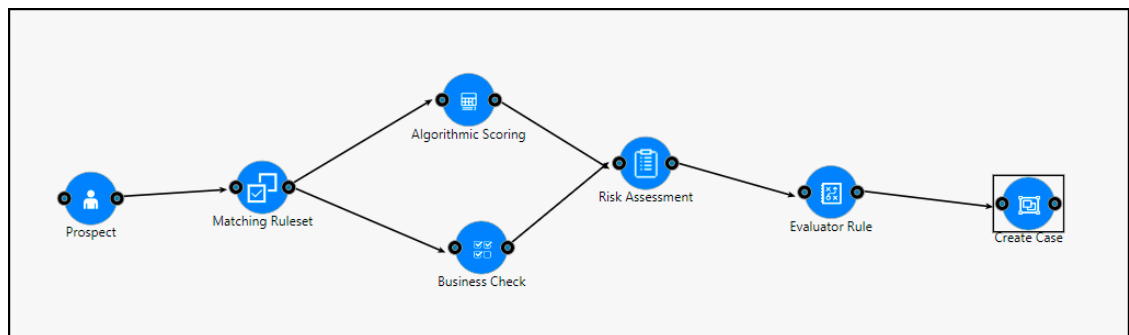 Algorithmic Scoring
Risk Assessment
Prospect
Matching Ruleset
Evaluator Rule
Create Case
Business Check